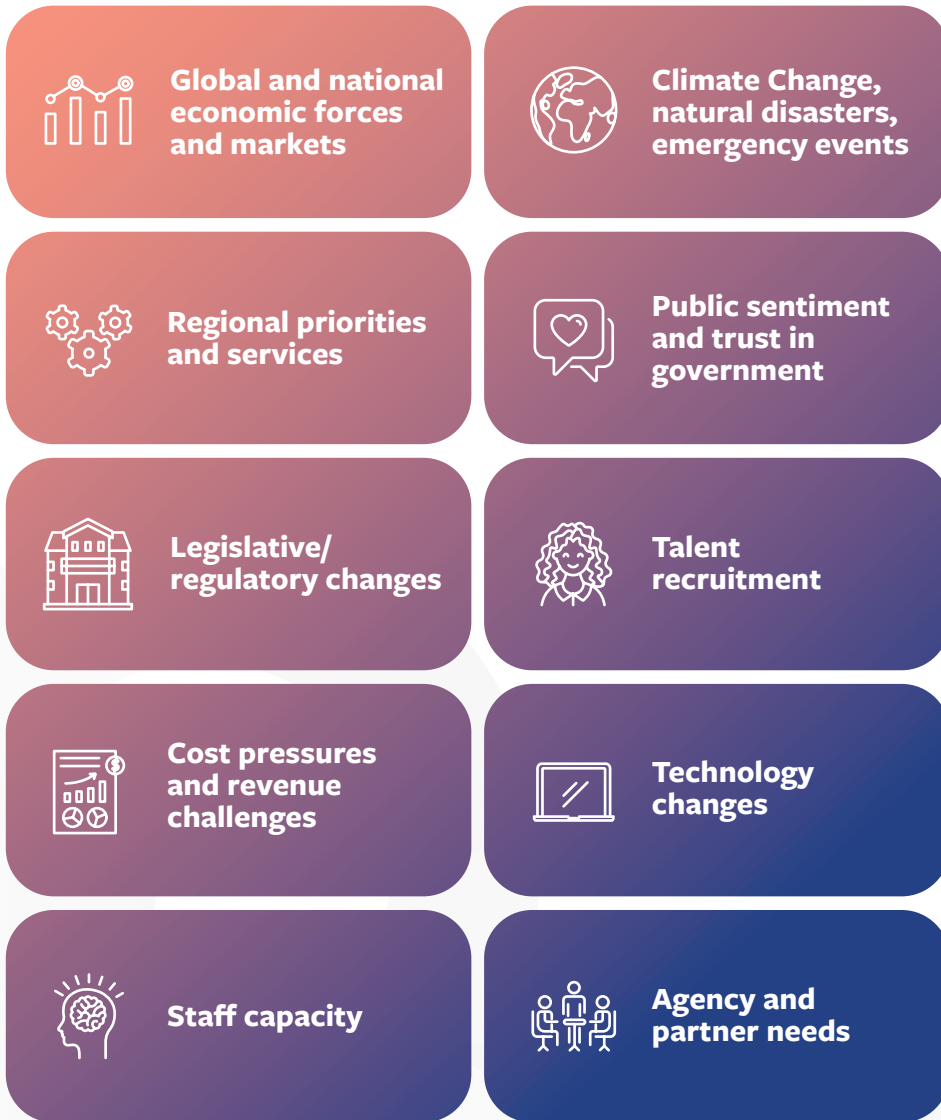 Global and national
economic forces
and markets
Climate Change,
natural disasters,
emergency events
Regional priorities
and services
Public sentiment
and trust in
government
Legislative/
regulatory changes
Talent
recruitment
Cost pressures
and revenue
challenges
$
Technology
changes
Staff capacity
Agency and
partner needs